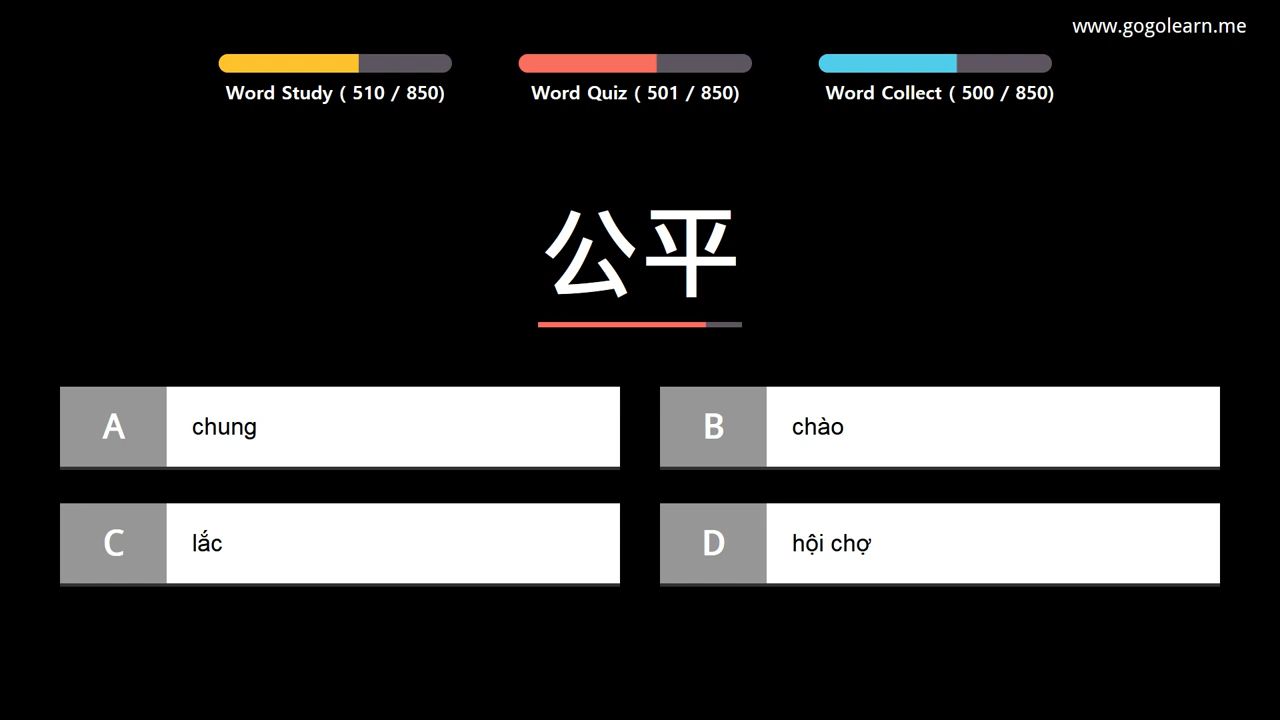 www.gogolearn.me
Word Study ( 510 / 850)
Word Quiz ( 501 / 850)
Word Collect ( 500 / 850)
公平
A chung
B chào
C lắc
D hội chợ